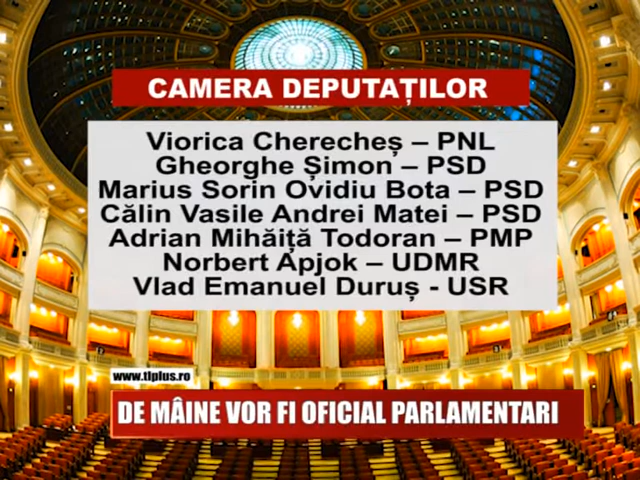 CAMERA DEPUTAȚILOR
Viorica Cherecheș – PNL
Gheorghe Șimon – PSD
Marius Sorin Ovidiu Bota – PSD
Călin Vasile Andrei Matei – PSD
Adrian Mihăiță Todoran – PMP
Norbert Apjok – UDMR
Vlad Emanuel Duruș - USR
www.tlplus.ro
DE MÂINE VOR FI OFICIAL PARLAMENTARI